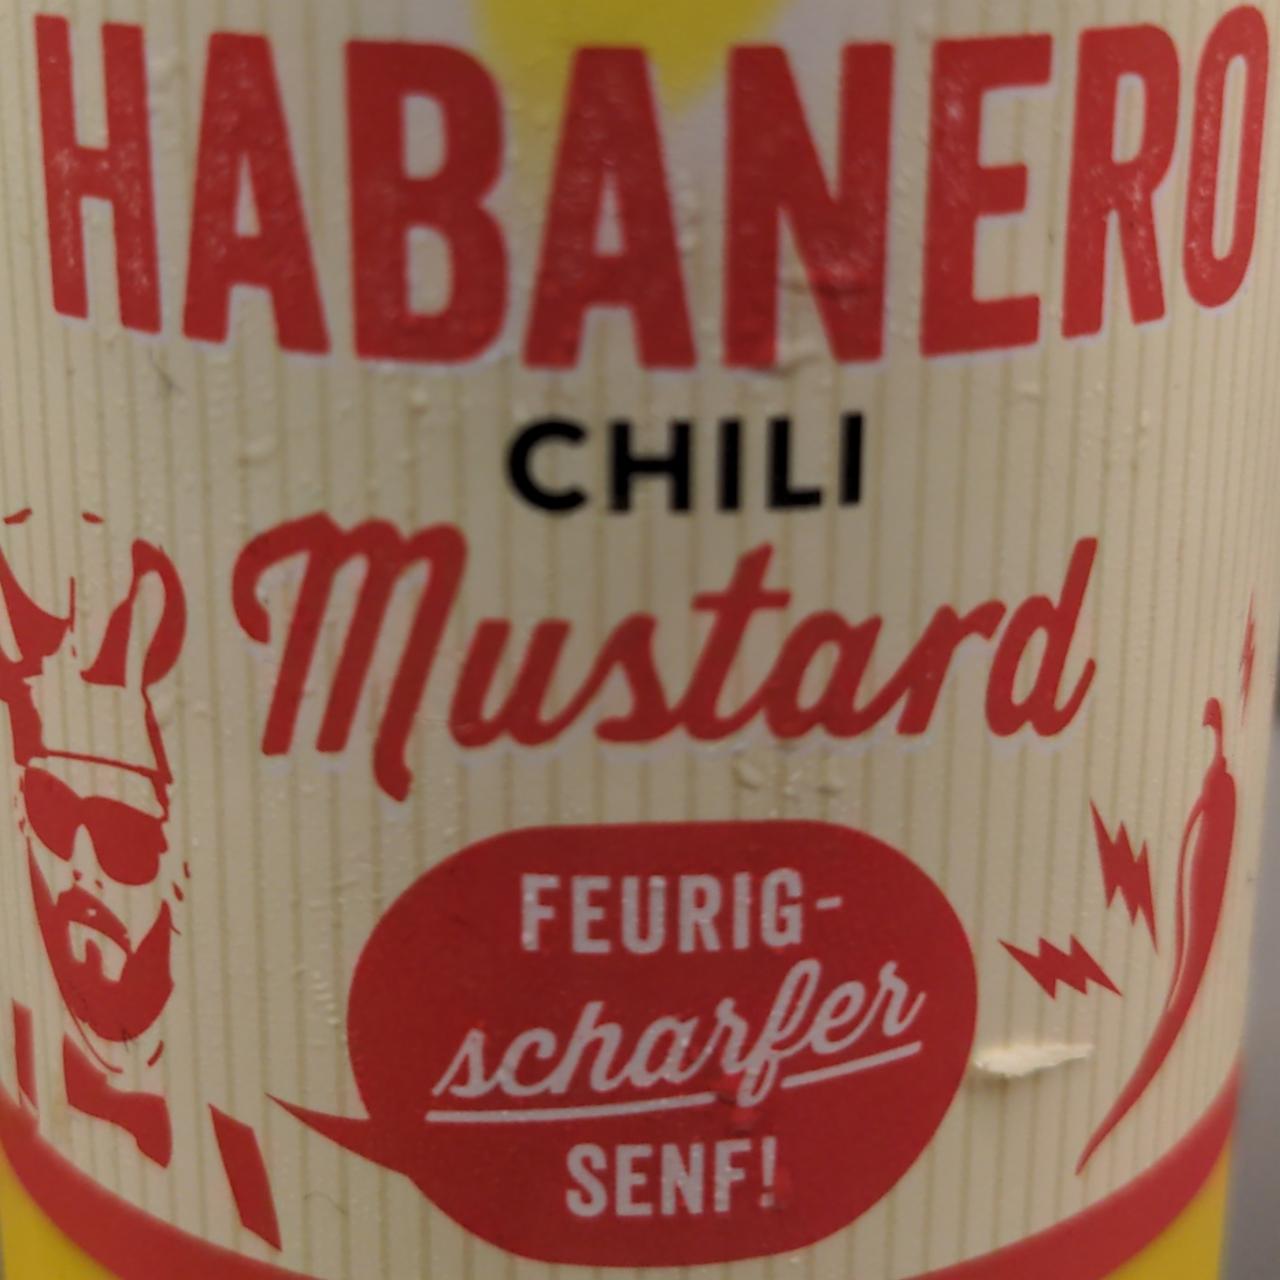 HABANERO
CHILI
Mustard
FEURIG-
scharfer
SENF!